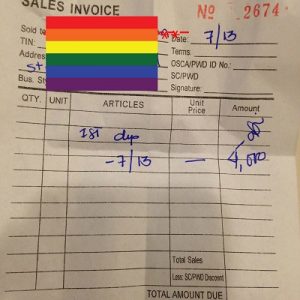 SALES INVOICE No 2674
Sold to Date: 7/13
TIN: Terms
Address OSCA/PWD ID No.:
St SC/PWD
Bus. St Signature:
QTY. UNIT ARTICLES Unit Price Amount
1st dep
-7/13 — 4,000
Total Sales
Less: SC/PWD Discount
TOTAL AMOUNT DUE